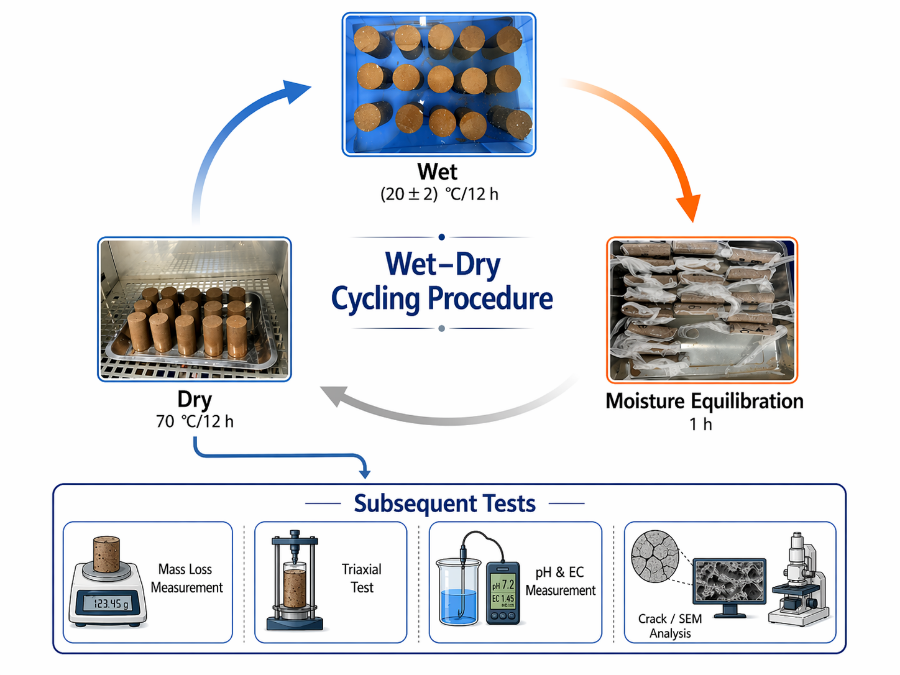 Wet
(20 ± 2) °C/12 h
Wet–Dry
Cycling Procedure
Dry
70 °C/12 h
Moisture Equilibration
1 h
Subsequent Tests
123.45 g
Mass Loss
Measurement
Triaxial
Test
pH 7.2
EC 1.45
pH & EC
Measurement
Crack / SEM
Analysis